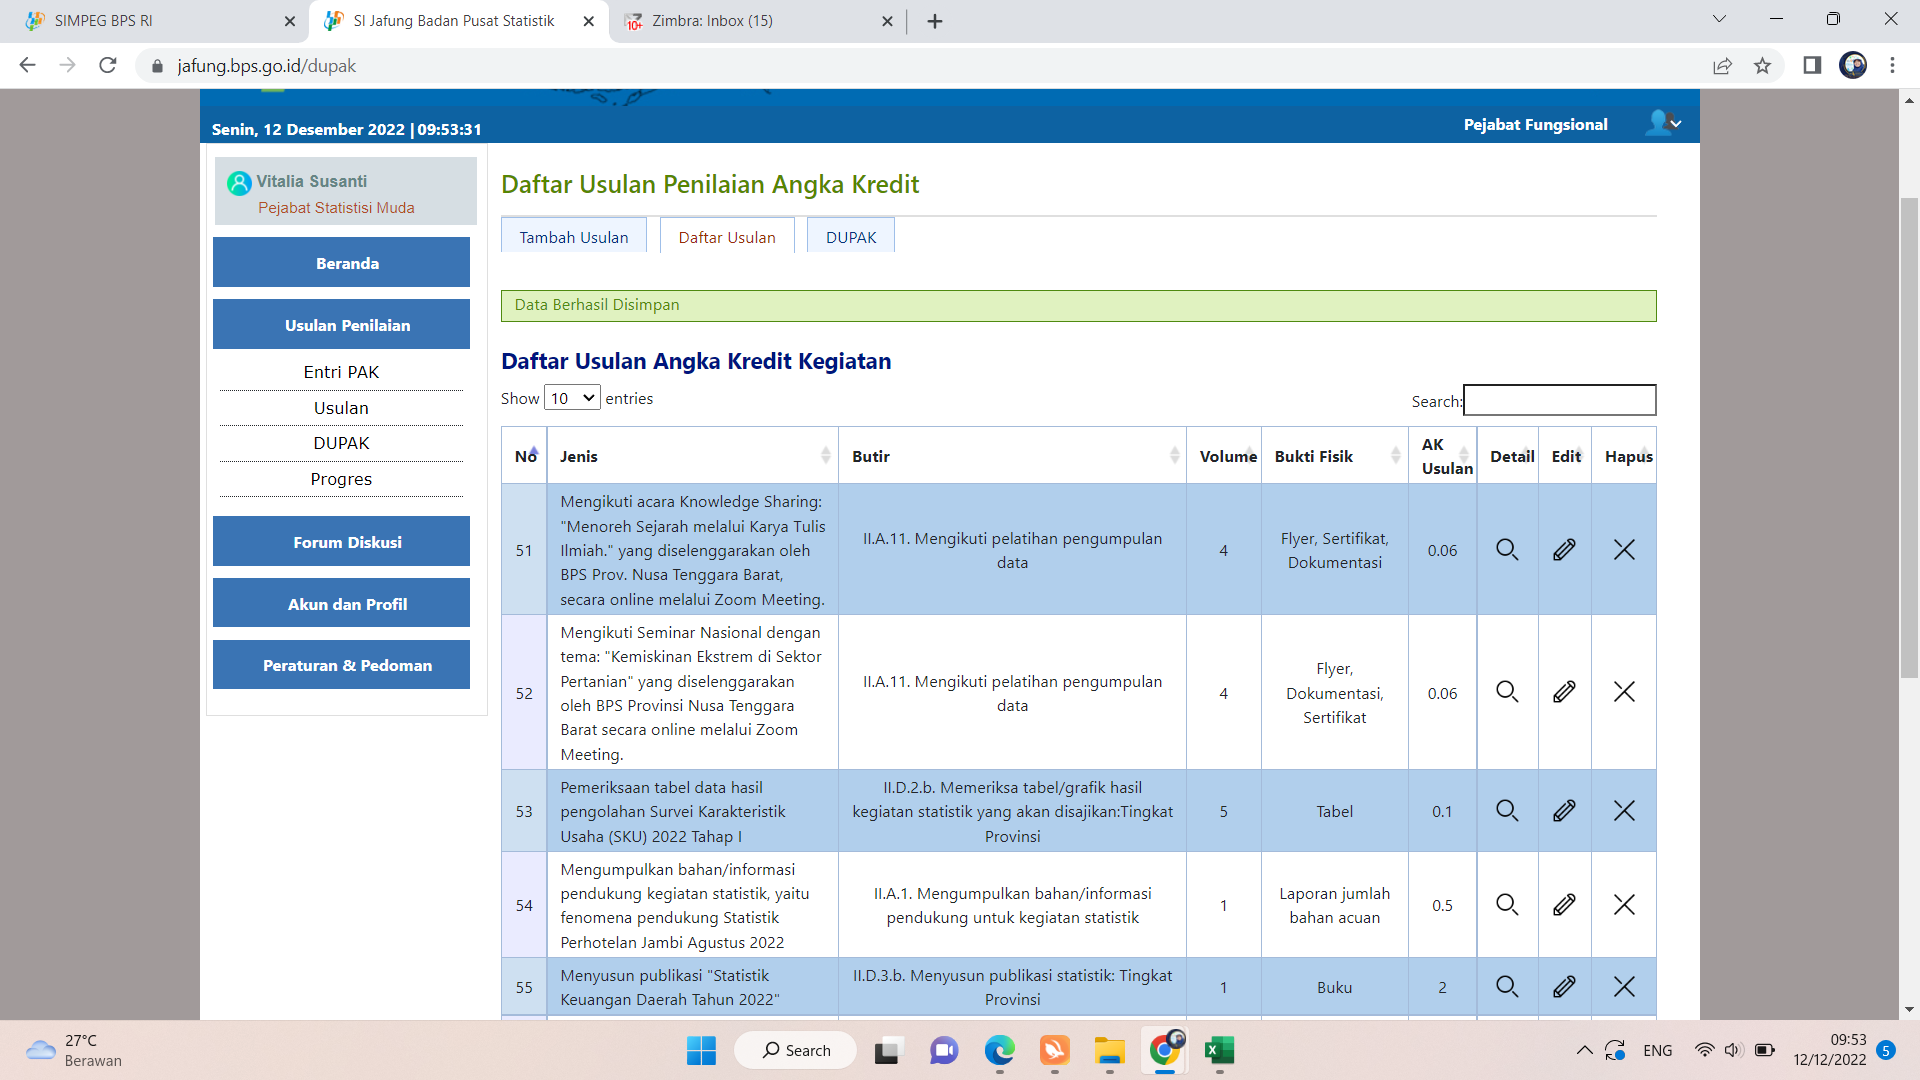 SIMPEG BPS RI
SI Jafung Badan Pusat Statistik
Zimbra: Inbox (15)
jafung.bps.go.id/dupak
Senin, 12 Desember 2022 | 09:53:31
Pejabat Fungsional
Vitalia Susanti
Pejabat Statistisi Muda
Beranda
Usulan Penilaian
Entri PAK
Usulan
DUPAK
Progres
Forum Diskusi
Akun dan Profil
Peraturan & Pedoman
Daftar Usulan Penilaian Angka Kredit
Tambah Usulan
Daftar Usulan
DUPAK
Data Berhasil Disimpan
Daftar Usulan Angka Kredit Kegiatan
Show 10 entries
Search:
No
Jenis
Butir
Volume
Bukti Fisik
AK
Usulan
Detail
Edit
Hapus
51
Mengikuti acara Knowledge Sharing:
"Menoreh Sejarah melalui Karya Tulis
Ilmiah." yang diselenggarakan oleh
BPS Prov. Nusa Tenggara Barat,
secara online melalui Zoom Meeting.
II.A.11. Mengikuti pelatihan pengumpulan
data
4
Flyer, Sertifikat,
Dokumentasi
0.06
52
Mengikuti Seminar Nasional dengan
tema: "Kemiskinan Ekstrem di Sektor
Pertanian" yang diselenggarakan
oleh BPS Provinsi Nusa Tenggara
Barat secara online melalui Zoom
Meeting.
II.A.11. Mengikuti pelatihan pengumpulan
data
4
Flyer,
Dokumentasi,
Sertifikat
0.06
53
Pemeriksaan tabel data hasil
pengolahan Survei Karakteristik
Usaha (SKU) 2022 Tahap I
II.D.2.b. Memeriksa tabel/grafik hasil
kegiatan statistik yang akan disajikan:Tingkat
Provinsi
5
Tabel
0.1
54
Mengumpulkan bahan/informasi
pendukung kegiatan statistik, yaitu
fenomena pendukung Statistik
Perhotelan Jambi Agustus 2022
II.A.1. Mengumpulkan bahan/informasi
pendukung untuk kegiatan statistik
1
Laporan jumlah
bahan acuan
0.5
55
Menyusun publikasi "Statistik
Keuangan Daerah Tahun 2022"
II.D.3.b. Menyusun publikasi statistik: Tingkat
Provinsi
1
Buku
2
27°C
Berawan
Search
ENG
09:53
12/12/2022
5